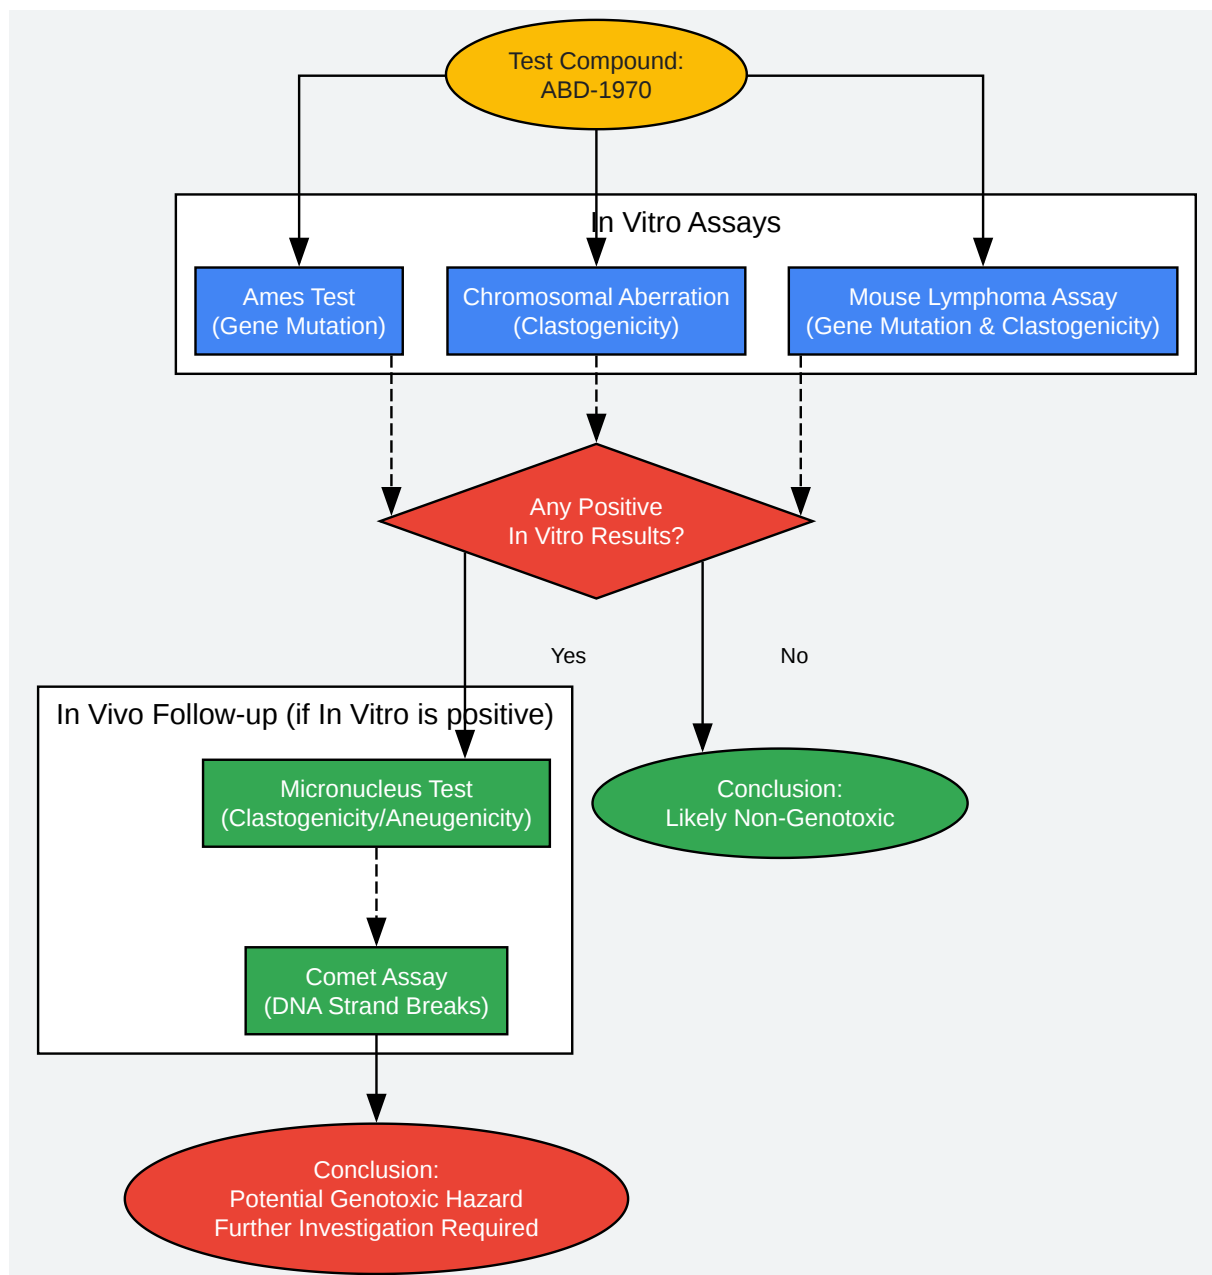 Test Compound:
ABD-1970
In Vitro Assays
Ames Test
(Gene Mutation)
Chromosomal Aberration
(Clastogenicity)
Mouse Lymphoma Assay
(Gene Mutation & Clastogenicity)
Any Positive
In Vitro Results?
Yes
No
In Vivo Follow-up (if In Vitro is positive)
Micronucleus Test
(Clastogenicity/Aneugenicity)
Conclusion:
Likely Non-Genotoxic
Comet Assay
(DNA Strand Breaks)
Conclusion:
Potential Genotoxic Hazard
Further Investigation Required